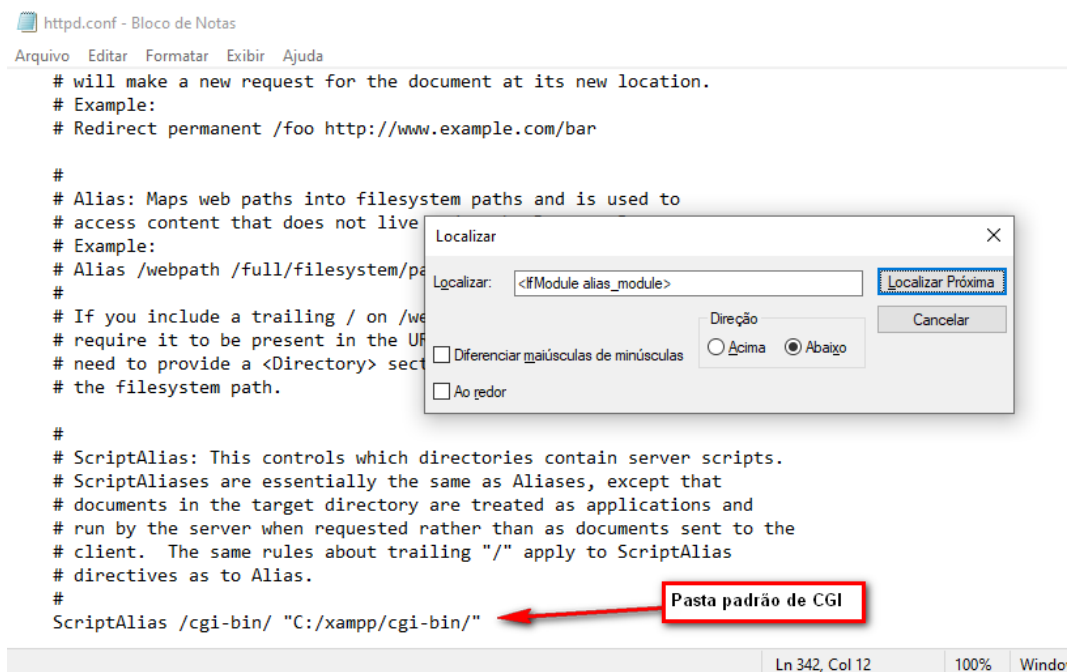 httpd.conf - Bloco de Notas
Arquivo Editar Formatar Exibir Ajuda
# will make a new request for the document at its new location.
# Example:
# Redirect permanent /foo http://www.example.com/bar
#
# Alias: Maps web paths into filesystem paths and is used to
# access content that does not live
# Example:
# Alias /webpath /full/filesystem/pa
#
# If you include a trailing / on /we
# require it to be present in the UR
# need to provide a <Directory> sect
# the filesystem path.
Localizar
Localizar: <IfModule alias_module> Localizar Próxima
Direção Cancelar
Diferenciar maiúsculas de minúsculas Acima Abaixo
Ao redor
#
# ScriptAlias: This controls which directories contain server scripts.
# ScriptAliases are essentially the same as Aliases, except that
# documents in the target directory are treated as applications and
# run by the server when requested rather than as documents sent to the
# client.  The same rules about trailing "/" apply to ScriptAlias
# directives as to Alias.
#
Pasta padrão de CGI
ScriptAlias /cgi-bin/ "C:/xampp/cgi-bin/"
Ln 342, Col 12 100% Window